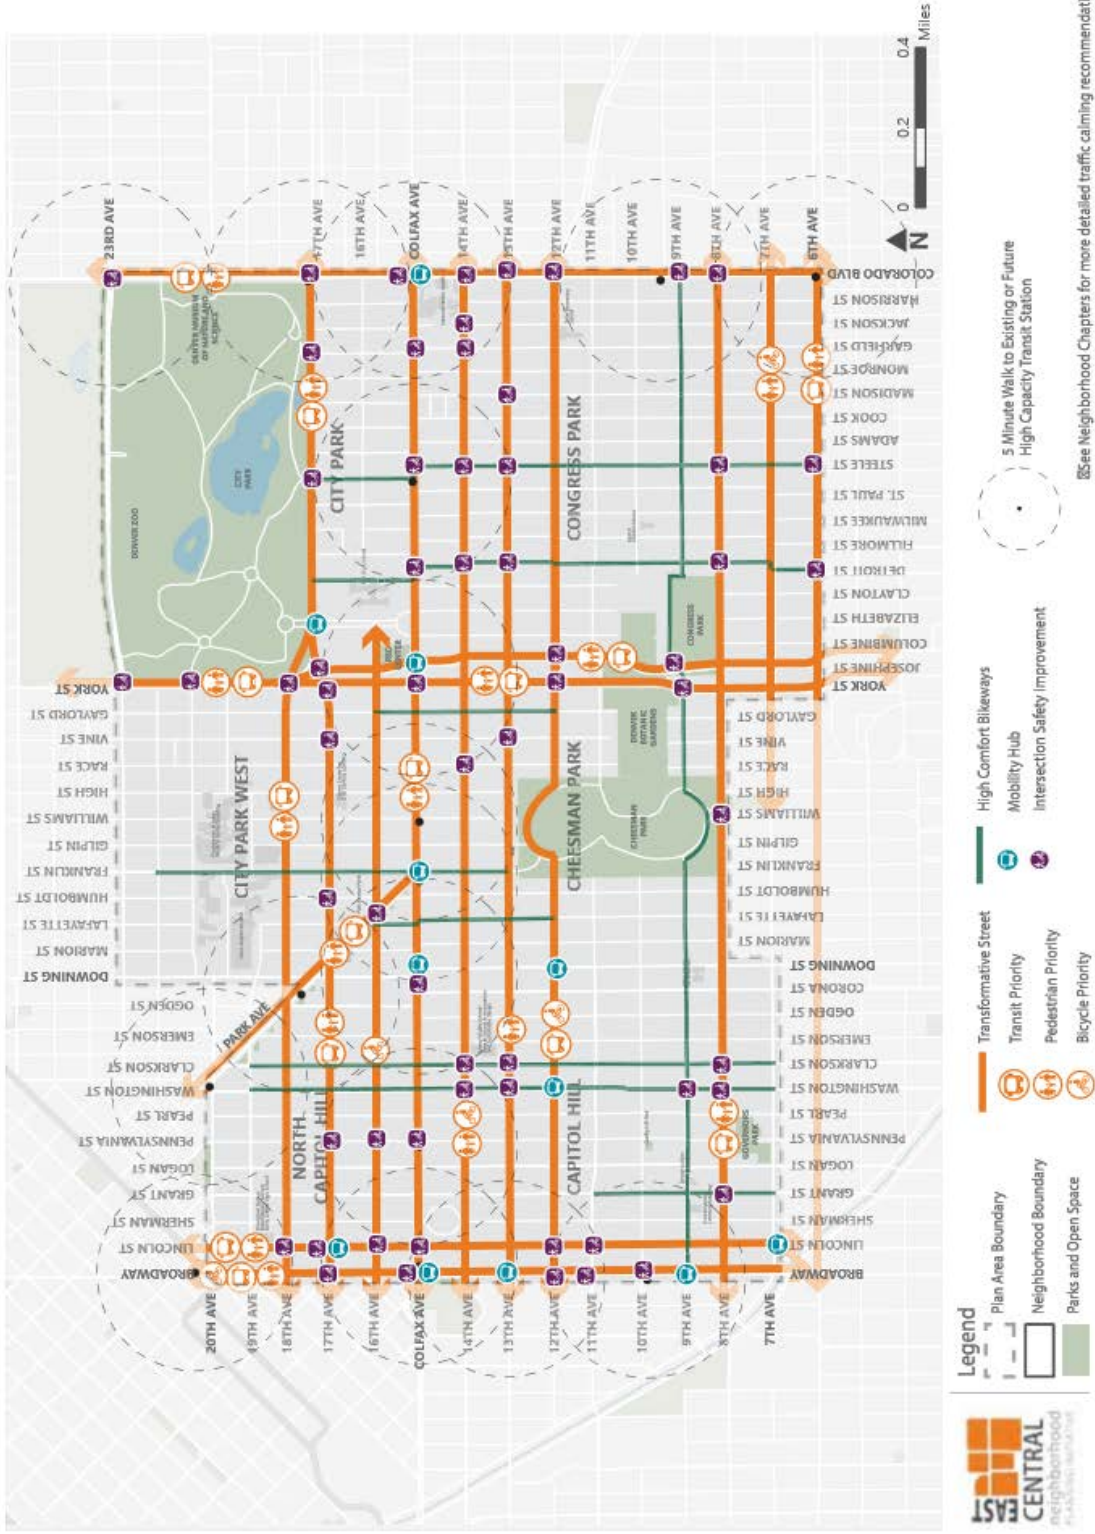 BROADWAY
LINCOLN ST
SHERMAN ST
GRANT ST
LOGAN ST
PENNSYLVANIA ST
PEARL ST
WASHINGTON ST
CLARKSON ST
EMERSON ST
OGDEN ST
DOWNING ST
MARION ST
LAFAYETTE ST
HUMBOLDT ST
FRANKLIN ST
GILPIN ST
WILLIAMS ST
HIGH ST
RACE ST
VINE ST
GAYLORD ST
YORK ST
20TH AVE
19TH AVE
18TH AVE
17TH AVE
16TH AVE
COLFAX AVE
14TH AVE
13TH AVE
12TH AVE
11TH AVE
10TH AVE
9TH AVE
8TH AVE
7TH AVE
PARK AVE
NORTH
CAPITOL HILL
CAPITOL HILL
CITY PARK WEST
CHEESMAN PARK
CITY PARK
CONGRESS PARK
DENVER ZOO
CITY
PARK
DENVER MUSEUM
OF NATURE AND
SCIENCE
CHEESMAN
PARK
DENVER
BOTANIC
GARDENS
CONGRESS
PARK
GOVERNORS
PARK
23RD AVE
17TH AVE
16TH AVE
COLFAX AVE
14TH AVE
13TH AVE
12TH AVE
11TH AVE
10TH AVE
9TH AVE
8TH AVE
7TH AVE
6TH AVE
BROADWAY
LINCOLN ST
SHERMAN ST
GRANT ST
LOGAN ST
PENNSYLVANIA ST
PEARL ST
WASHINGTON ST
CLARKSON ST
EMERSON ST
OGDEN ST
CORONA ST
DOWNING ST
MARION ST
LAFAYETTE ST
HUMBOLDT ST
FRANKLIN ST
GILPIN ST
WILLIAMS ST
HIGH ST
RACE ST
VINE ST
GAYLORD ST
YORK ST
JOSEPHINE ST
COLUMBINE ST
ELIZABETH ST
CLAYTON ST
DETROIT ST
FILLMORE ST
MILWAUKEE ST
ST. PAUL ST
STEELE ST
ADAMS ST
COOK ST
MADISON ST
MONROE ST
GARFIELD ST
JACKSON ST
HARRISON ST
COLORADO BLVD
N
0
0.2
0.4
Miles
EAST
CENTRAL
neighborhood
PLANNING INITIATIVE
Legend
Plan Area Boundary
Neighborhood Boundary
Parks and Open Space
Transformative Street
Transit Priority
Pedestrian Priority
Bicycle Priority
High Comfort Bikeways
Mobility Hub
Intersection Safety Improvement
5 Minute Walk to Existing or Future
High Capacity Transit Station
See Neighborhood Chapters for more detailed traffic calming recommendati